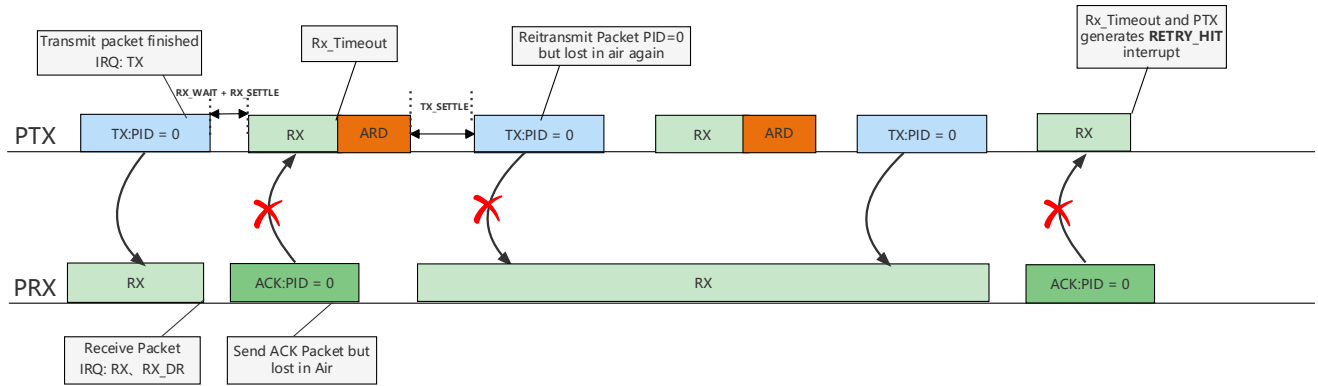 Transmit packet finished
IRQ: TX
Rx_Timeout
Reitransmit Packet PID=0
but lost in air again
Rx_Timeout and PTX
generates RETRY_HIT
interrupt
RX_WAIT + RX_SETTLE
TX_SETTLE
PTX
TX:PID = 0
RX
ARD
TX:PID = 0
RX
ARD
TX:PID = 0
RX
PRX
RX
ACK:PID = 0
RX
ACK:PID = 0
Receive Packet
IRQ: RX、RX_DR
Send ACK Packet but
lost in Air